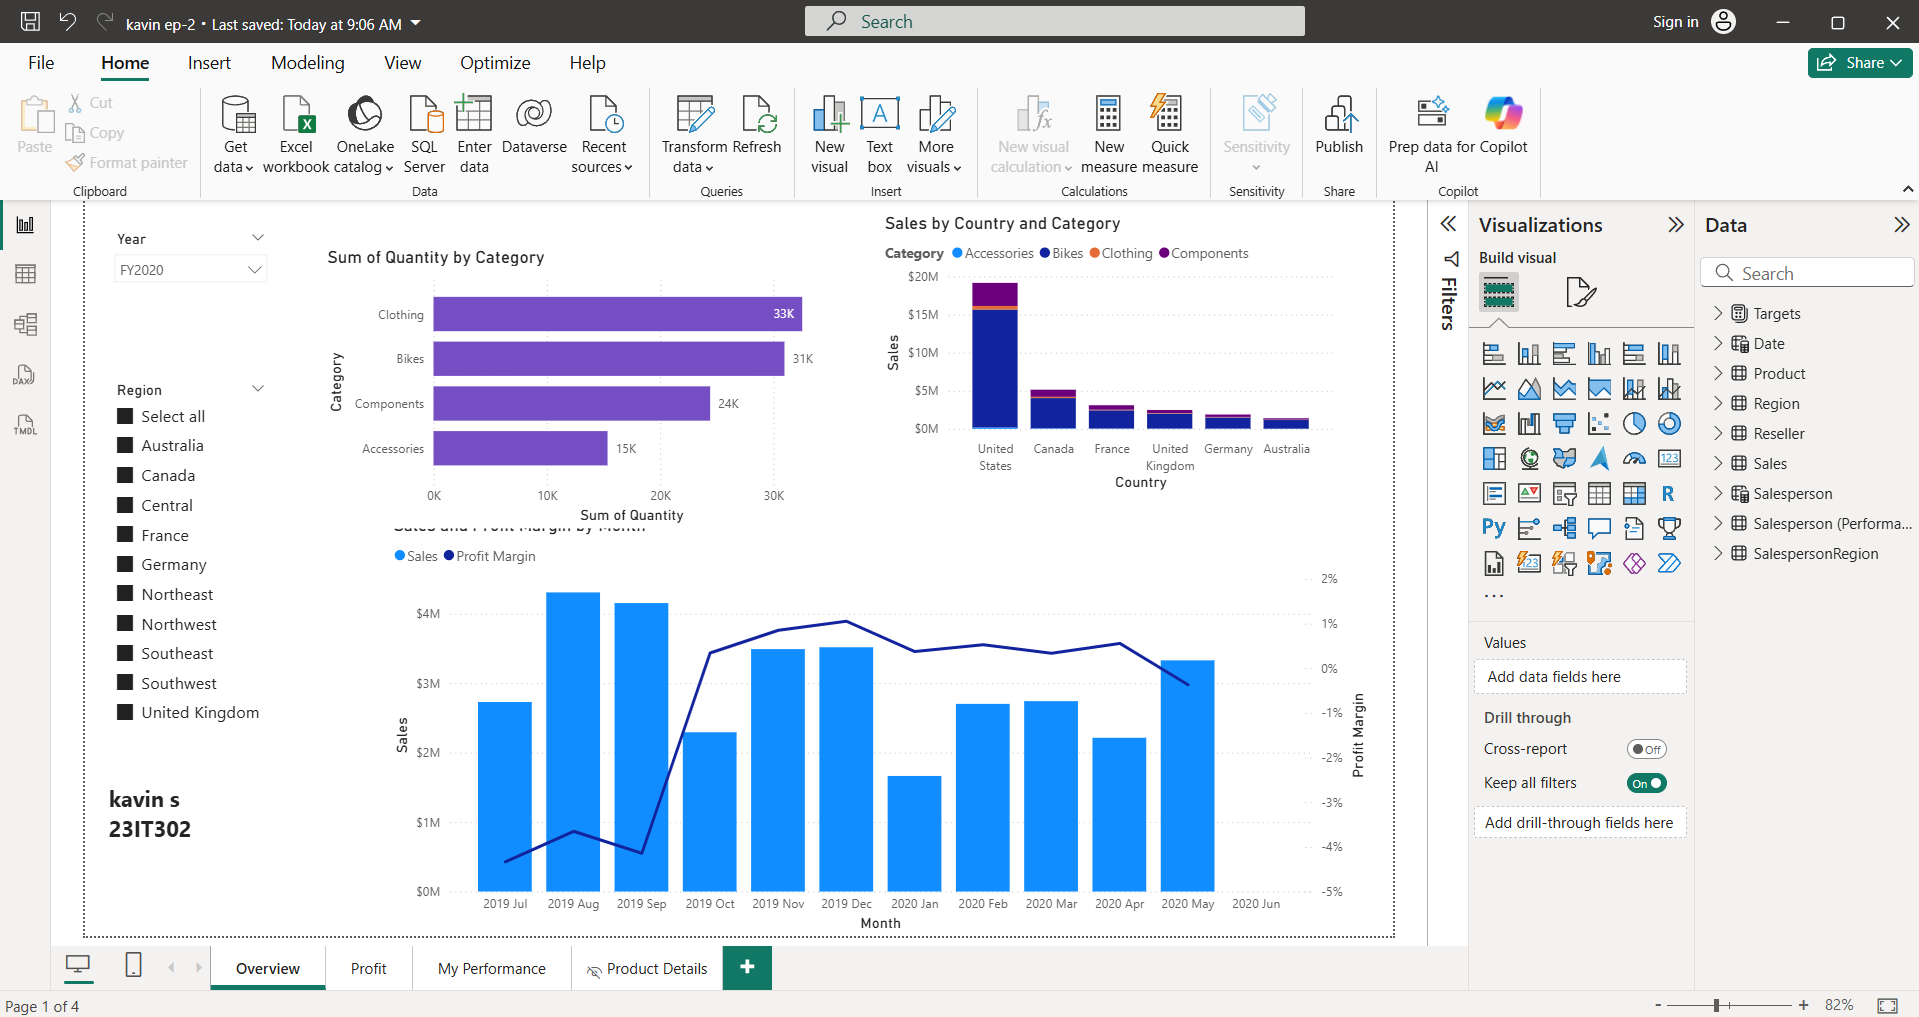 kavin ep-2 • Last saved: Today at 9:06 AM
Search
Sign in
File Home Insert Modeling View Optimize Help
Share
Paste
Cut
Copy
Format painter
Clipboard
Get data
Excel workbook
OneLake catalog
SQL Server
Enter data
Dataverse
Recent sources
Data
Transform data
Refresh
Queries
New visual
Text box
More visuals
Insert
New visual calculation
New measure
Quick measure
Calculations
Sensitivity
Sensitivity
Publish
Share
Prep data for AI
Copilot
Copilot
DAX
TMDL
Year
FY2020
Region
Select all
Australia
Canada
Central
France
Germany
Northeast
Northwest
Southeast
Southwest
United Kingdom
kavin s
23IT302
Sum of Quantity by Category
Category
Clothing 33K
Bikes 31K
Components 24K
Accessories 15K
0K 10K 20K 30K
Sum of Quantity
Sales by Country and Category
Category Accessories Bikes Clothing Components
Sales
$20M
$15M
$10M
$5M
$0M
United States Canada France United Kingdom Germany Australia
Country
Sales and Profit Margin by Month
Sales Profit Margin
Sales
$4M
$3M
$2M
$1M
$0M
2%
1%
0%
-1%
-2%
-3%
-4%
-5%
Profit Margin
2019 Jul 2019 Aug 2019 Sep 2019 Oct 2019 Nov 2019 Dec 2020 Jan 2020 Feb 2020 Mar 2020 Apr 2020 May 2020 Jun
Month
Filters
Visualizations
Build visual
123
R
Py
123
...
Values
Add data fields here
Drill through
Cross-report Off
Keep all filters On
Add drill-through fields here
Data
Search
Targets
Date
Product
Region
Reseller
Sales
Salesperson
Salesperson (Performa...
SalespersonRegion
Overview Profit My Performance Product Details +
Page 1 of 4
- + 82%